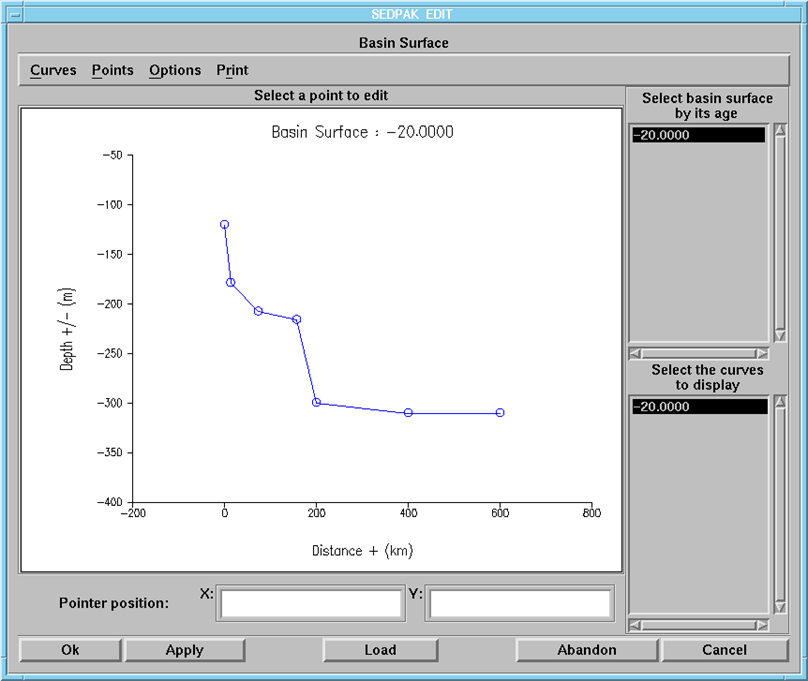 SEDPAK EDIT
Basin Surface
Curves Points Options Print
Select a point to edit
Basin Surface : -20.0000
-50
-100
-150
-200
-250
-300
-350
-400
Depth +/- (m)
-200 0 200 400 600 800
Distance + (km)
Select basin surface
by its age
-20.0000
Select the curves
to display
-20.0000
Pointer position: X: Y:
Ok Apply Load Abandon Cancel